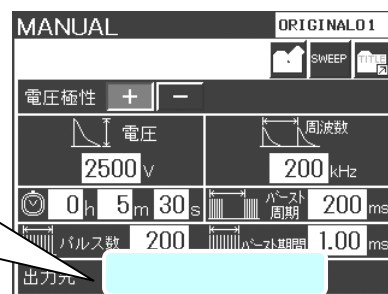 MANUAL ORIGINAL01
SWEEP TITLE
電圧極性 + −
電圧 周波数
2500 V 200 kHz
0 h 5 m 30 s バースト周期 200 ms
パルス数 200 バースト期間 1.00 ms
出力先